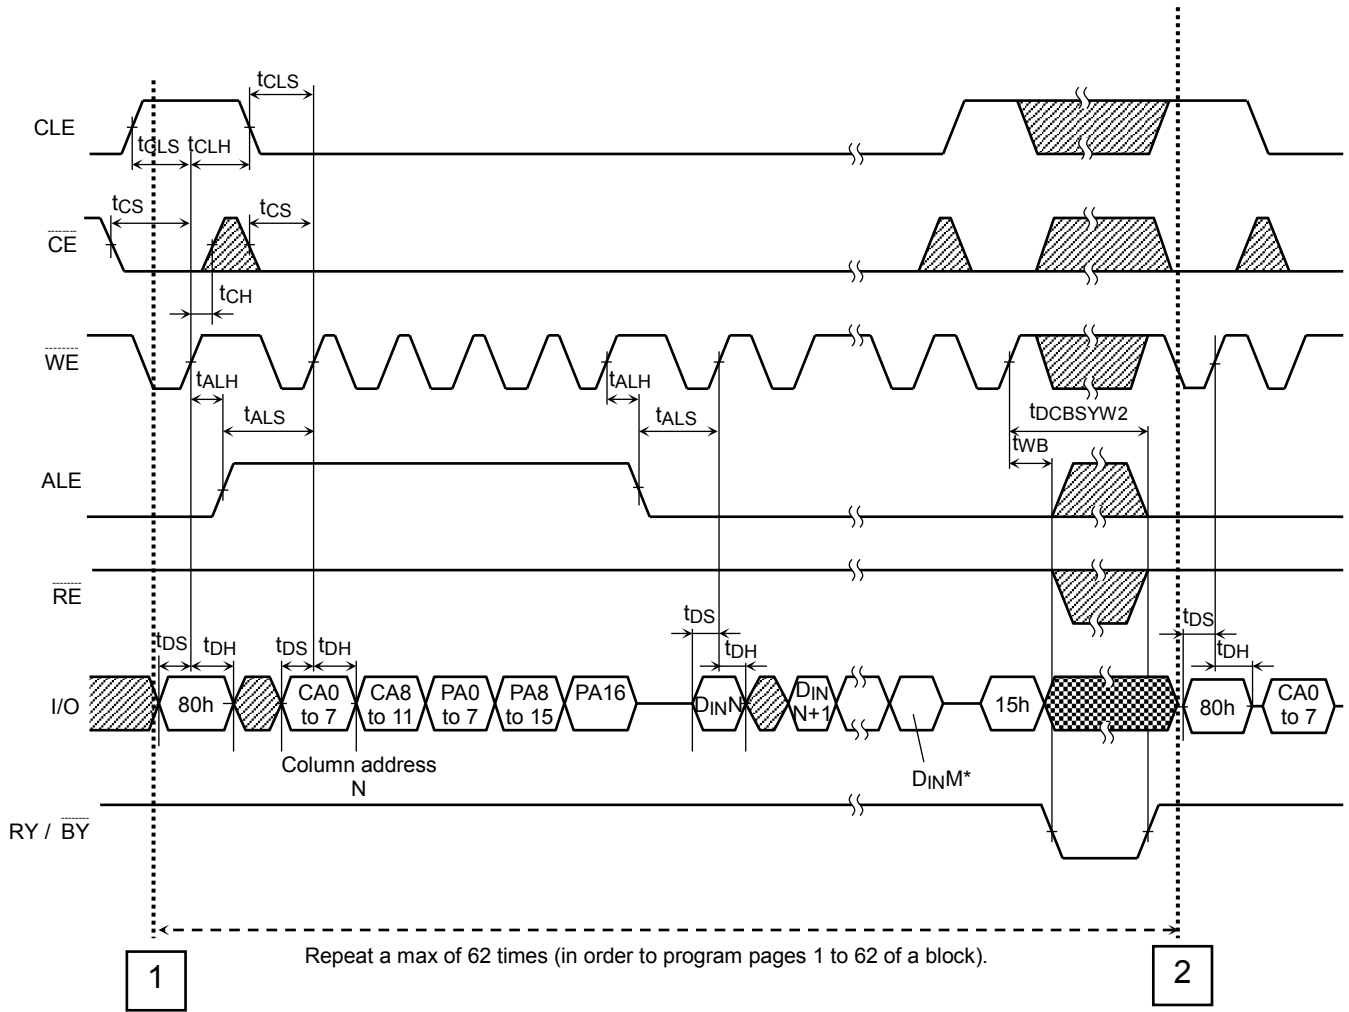 tCLS
CLE
tCLS tCLH
tCS tCS
CE
tCH
WE
tALH tALH
tALS tALS tDCBSYW2
tWB
ALE
RE
tDS tDH tDS tDH tDS tDH tDS tDH
I/O
80h
CA0
to 7
CA8
to 11
PA0
to 7
PA8
to 15
PA16
DINN
DIN
N+1
15h
80h
CA0
to 7
Column address
N
DINM*
RY / BY
Repeat a max of 62 times (in order to program pages 1 to 62 of a block).
1
2